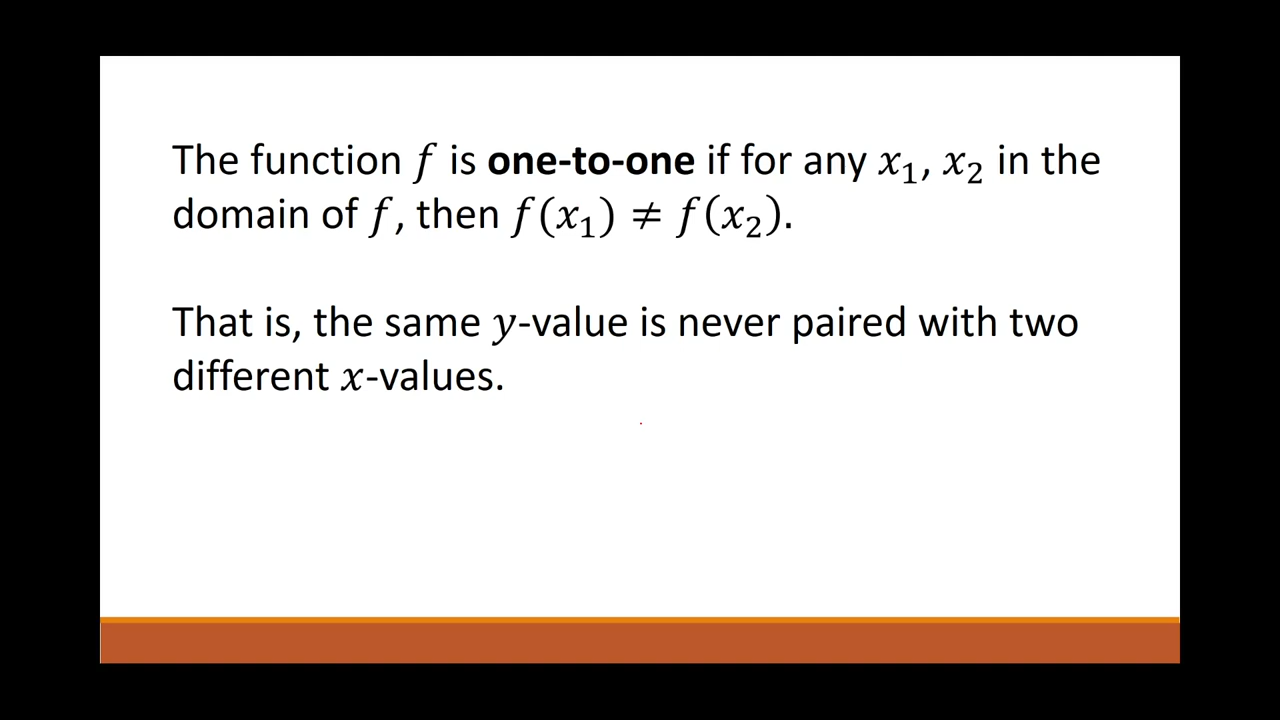 The function f is one-to-one if for any x₁, x₂ in the
domain of f, then f(x₁) ≠ f(x₂).
That is, the same y-value is never paired with two
different x-values.